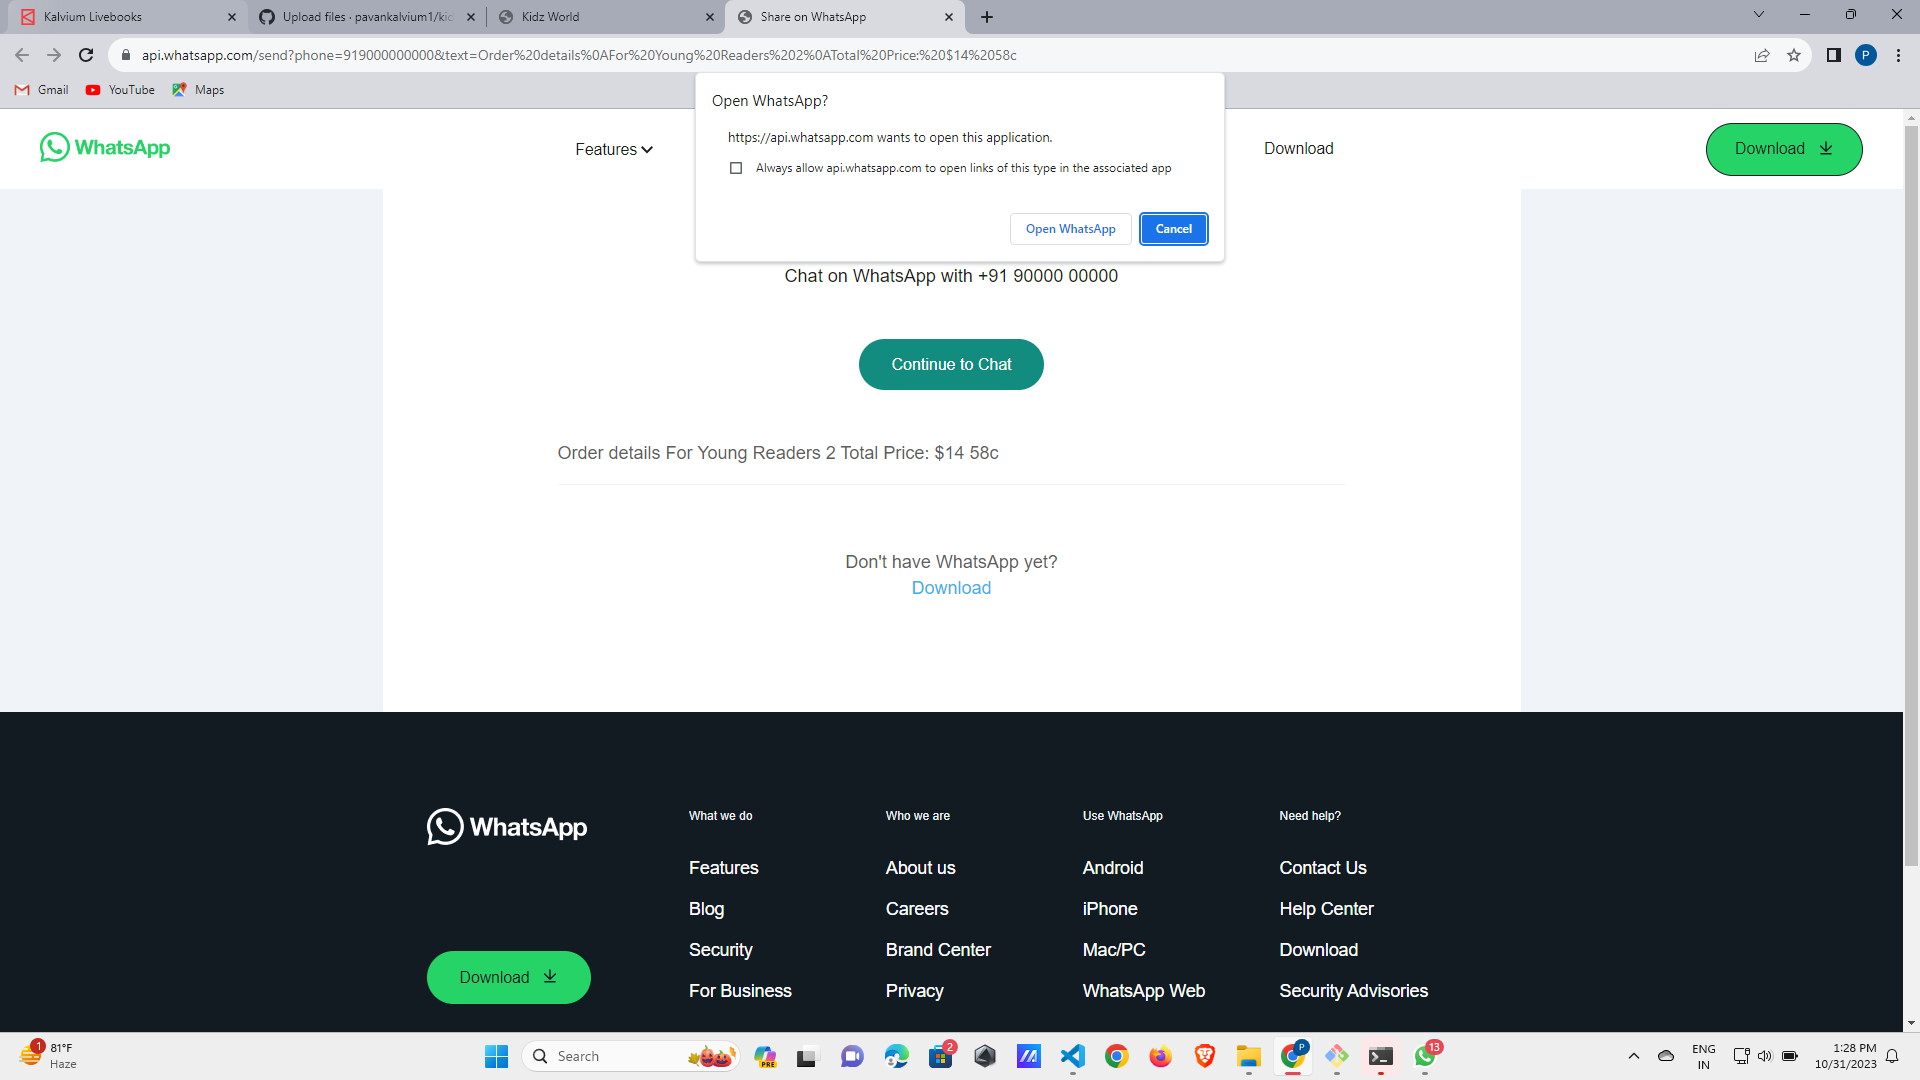 Kalvium Livebooks
Upload files · pavankalvium1/kid
Kidz World
Share on WhatsApp
api.whatsapp.com/send?phone=919000000000&text=Order%20details%0AFor%20Young%20Readers%202%0ATotal%20Price:%20$14%2058c
P
Gmail
YouTube
Maps
Open WhatsApp?
https://api.whatsapp.com wants to open this application.
Always allow api.whatsapp.com to open links of this type in the associated app
Open WhatsApp
Cancel
WhatsApp
Features
Download
Download
Chat on WhatsApp with +91 90000 00000
Continue to Chat
Order details For Young Readers 2 Total Price: $14 58c
Don't have WhatsApp yet?
Download
WhatsApp
Download
What we do
Features
Blog
Security
For Business
Who we are
About us
Careers
Brand Center
Privacy
Use WhatsApp
Android
iPhone
Mac/PC
WhatsApp Web
Need help?
Contact Us
Help Center
Download
Security Advisories
1
81°F
Haze
Search
PRE
2
P
13
ENG
IN
1:28 PM
10/31/2023